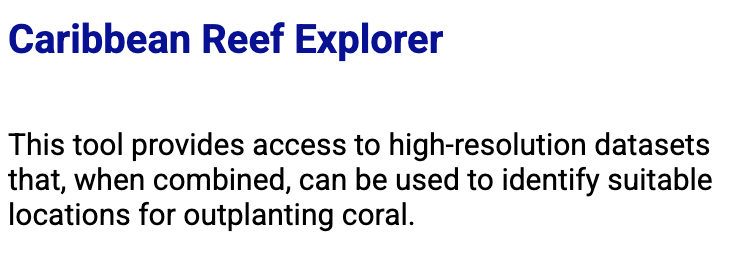 Caribbean Reef Explorer
This tool provides access to high-resolution datasets
that, when combined, can be used to identify suitable
locations for outplanting coral.